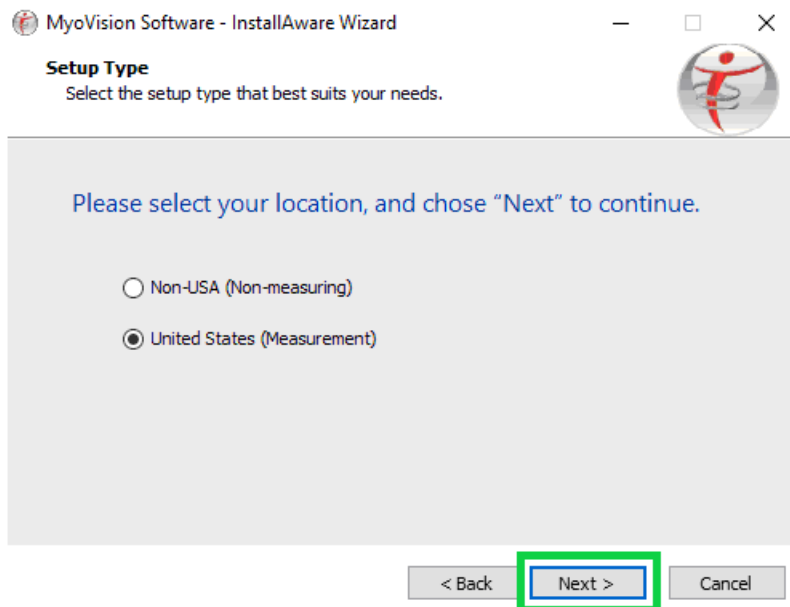 MyoVision Software - InstallAware Wizard
Setup Type
Select the setup type that best suits your needs.
Please select your location, and chose “Next” to continue.
Non-USA (Non-measuring)
United States (Measurement)
< Back
Next >
Cancel